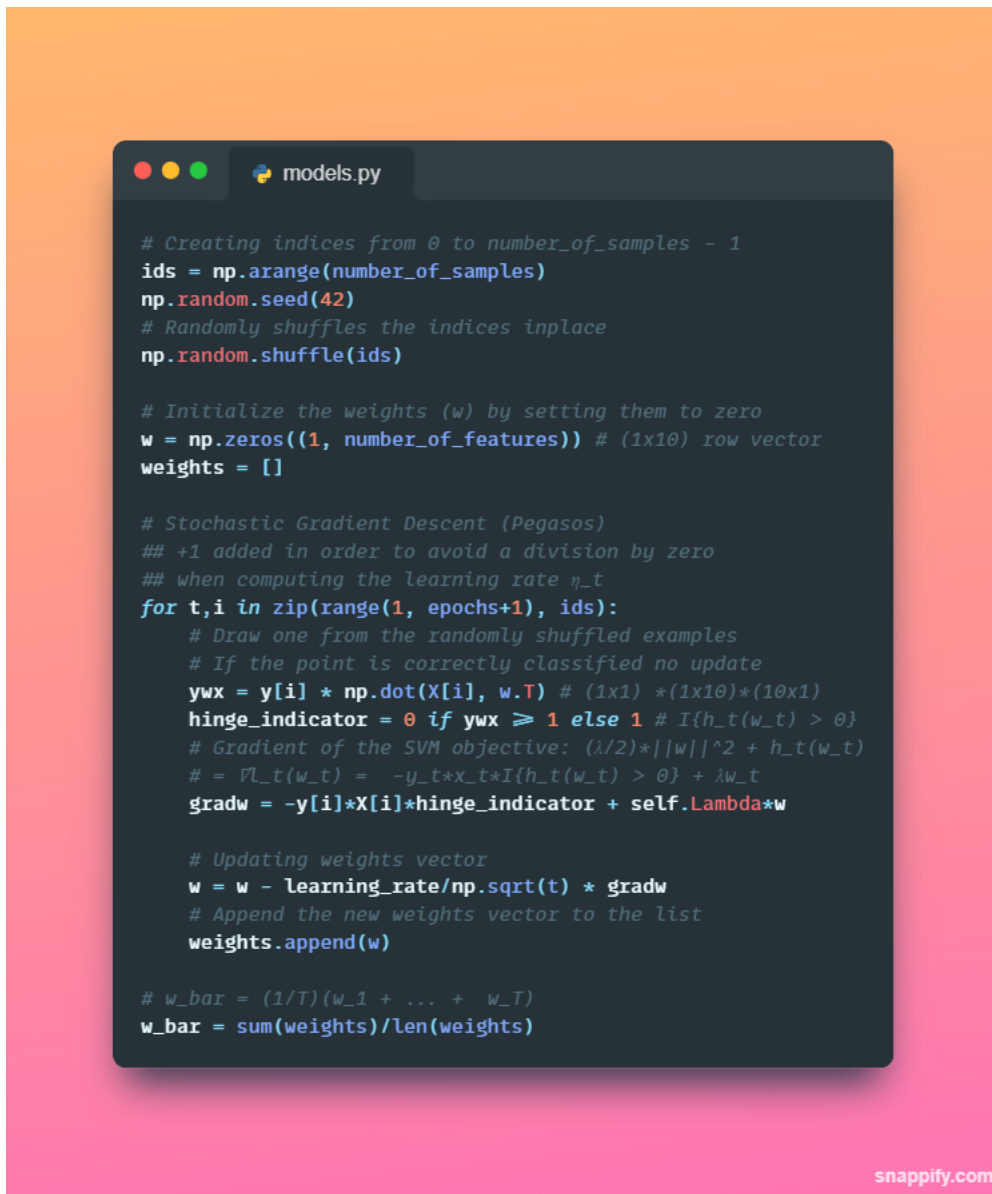 models.py
# Creating indices from 0 to number_of_samples - 1
ids = np.arange(number_of_samples)
np.random.seed(42)
# Randomly shuffles the indices inplace
np.random.shuffle(ids)
# Initialize the weights (w) by setting them to zero
w = np.zeros((1, number_of_features)) # (1x10) row vector
weights = []
# Stochastic Gradient Descent (Pegasos)
## +1 added in order to avoid a division by zero
## when computing the learning rate η_t
for t,i in zip(range(1, epochs+1), ids):
    # Draw one from the randomly shuffled examples
    # If the point is correctly classified no update
    ywx = y[i] * np.dot(X[i], w.T) # (1x1) *(1x10)*(10x1)
    hinge_indicator = 0 if ywx >= 1 else 1 # I{h_t(w_t) > 0}
    # Gradient of the SVM objective: (λ/2)*||w||^2 + h_t(w_t)
    # = ∇l_t(w_t) =  -y_t*x_t*I{h_t(w_t) > 0} + λw_t
    gradw = -y[i]*X[i]*hinge_indicator + self.Lambda*w
    # Updating weights vector
    w = w - learning_rate/np.sqrt(t) * gradw
    # Append the new weights vector to the list
    weights.append(w)
# w_bar = (1/T)(w_1 + ... +  w_T)
w_bar = sum(weights)/len(weights)
snappify.com